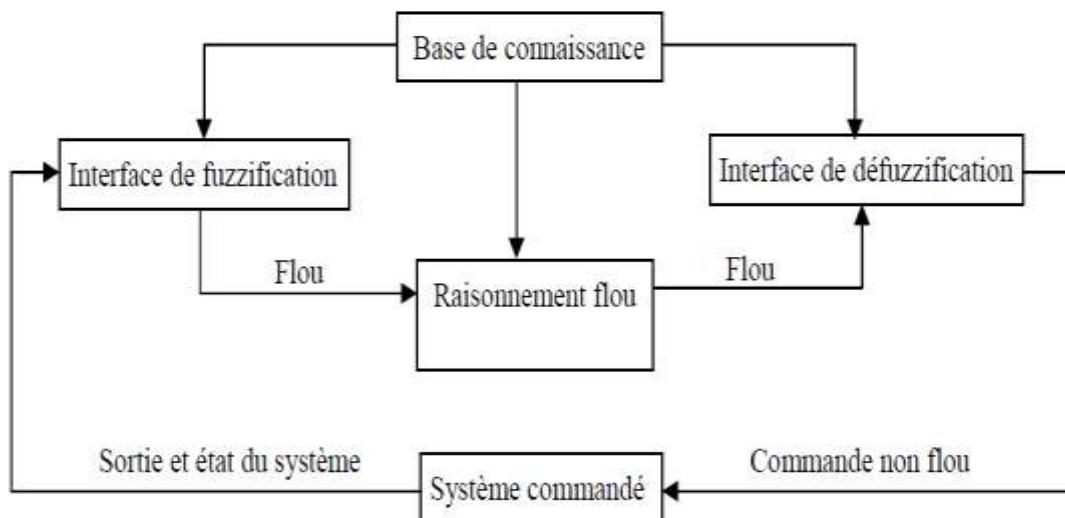 Base de connaissance
Interface de fuzzification
Interface de défuzzification
Flou
Flou
Raisonnement flou
Sortie et état du système
Commande non flou
Système commandé